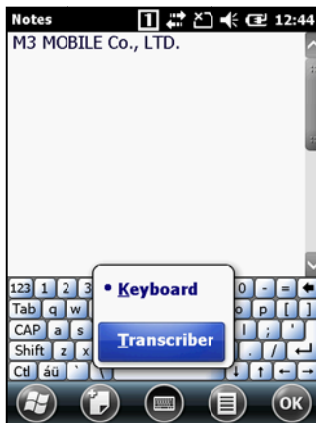 Notes 1 12:44
M3 MOBILE Co., LTD.
123 1 2 3 0 - =
Tab q w o p [ ]
CAP a s l ; '
Shift z x . /
Ctl áü ` \
Keyboard
Transcriber
OK